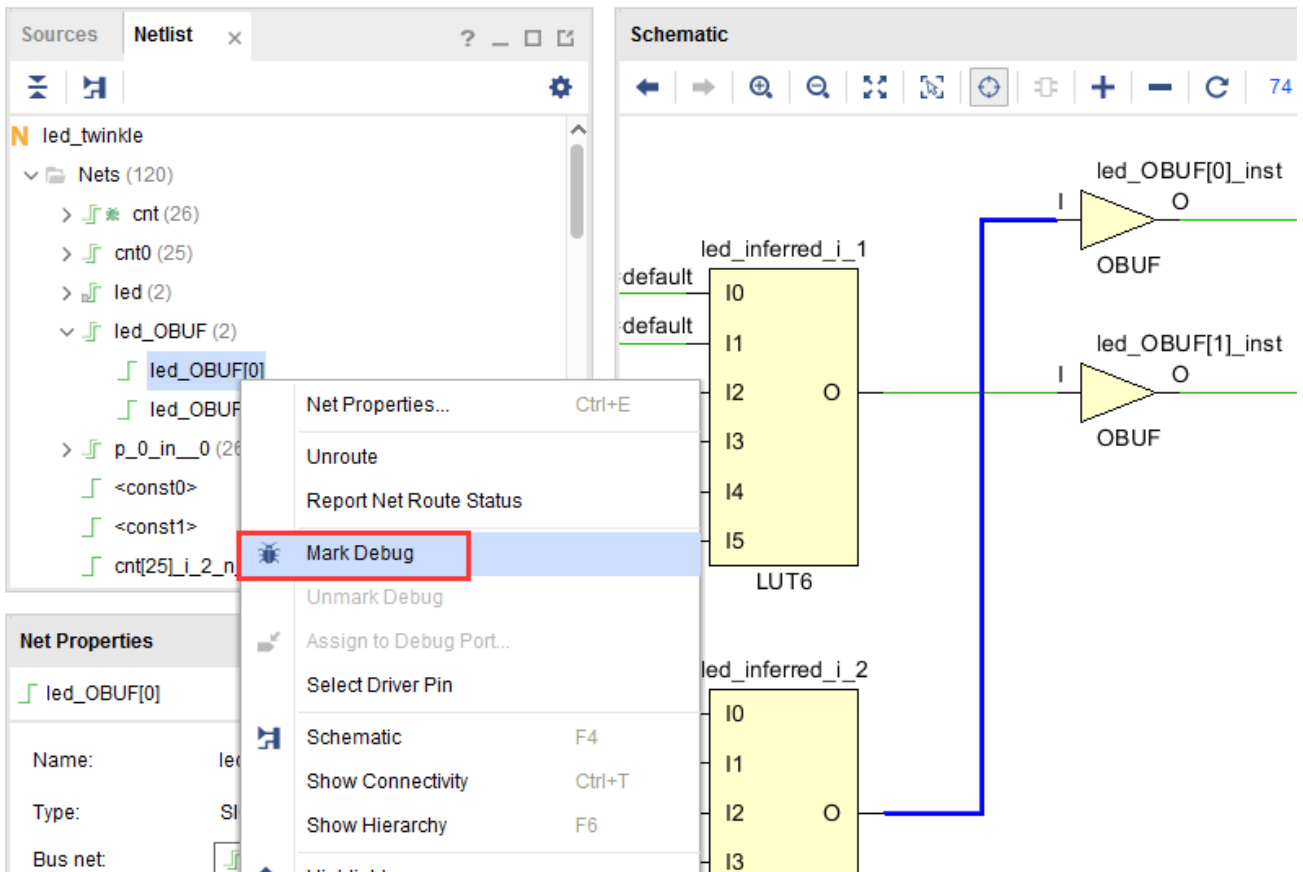 Sources Netlist
led_twinkle
Nets (120)
cnt (26)
cnt0 (25)
led (2)
led_OBUF (2)
led_OBUF[0]
led_OBUF
p_0_in__0 (26
<const0>
<const1>
cnt[25]_i_2_n_
Net Properties
led_OBUF[0]
Name:
Type:
Bus net:
Net Properties... Ctrl+E
Unroute
Report Net Route Status
Mark Debug
Unmark Debug
Assign to Debug Port...
Select Driver Pin
Schematic F4
Show Connectivity Ctrl+T
Show Hierarchy F6
Schematic
74
led_OBUF[0]_inst
I O
OBUF
led_inferred_i_1
default
I0
default
I1
I2 O
I3
I4
I5
LUT6
led_OBUF[1]_inst
I O
OBUF
led_inferred_i_2
I0
I1
I2 O
I3